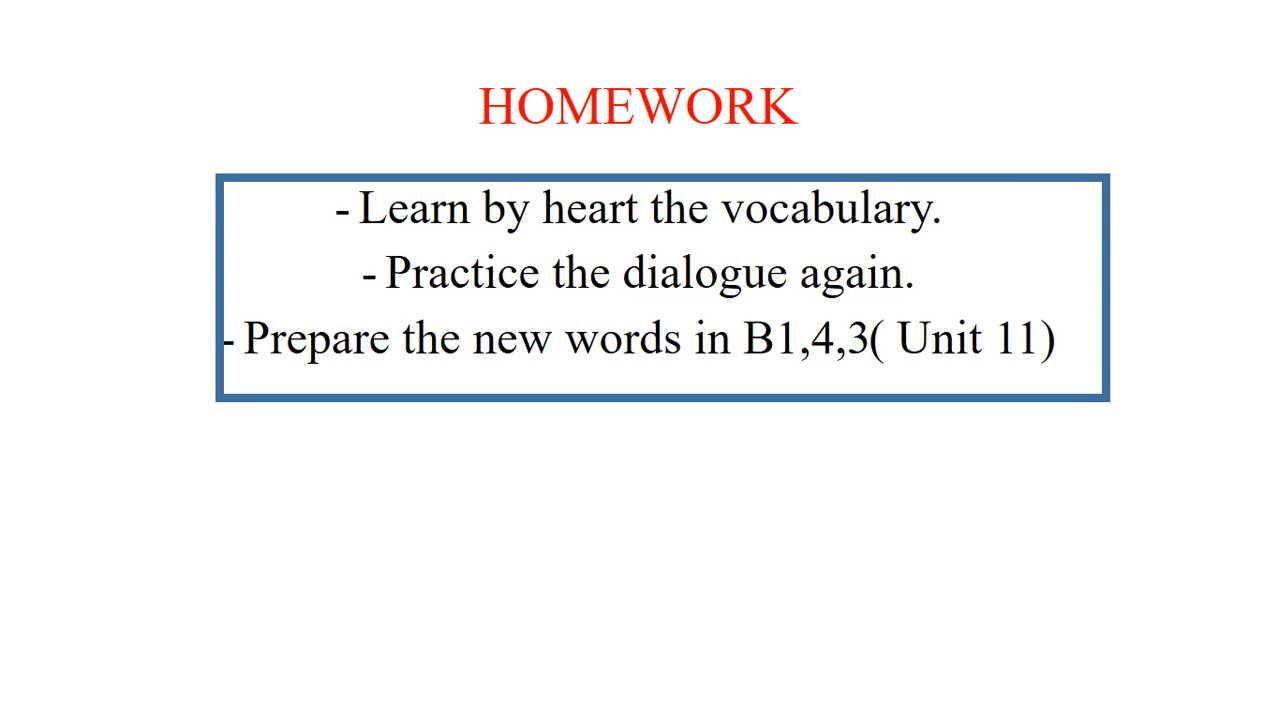 HOMEWORK
- Learn by heart the vocabulary.
- Practice the dialogue again.
- Prepare the new words in B1,4,3( Unit 11)